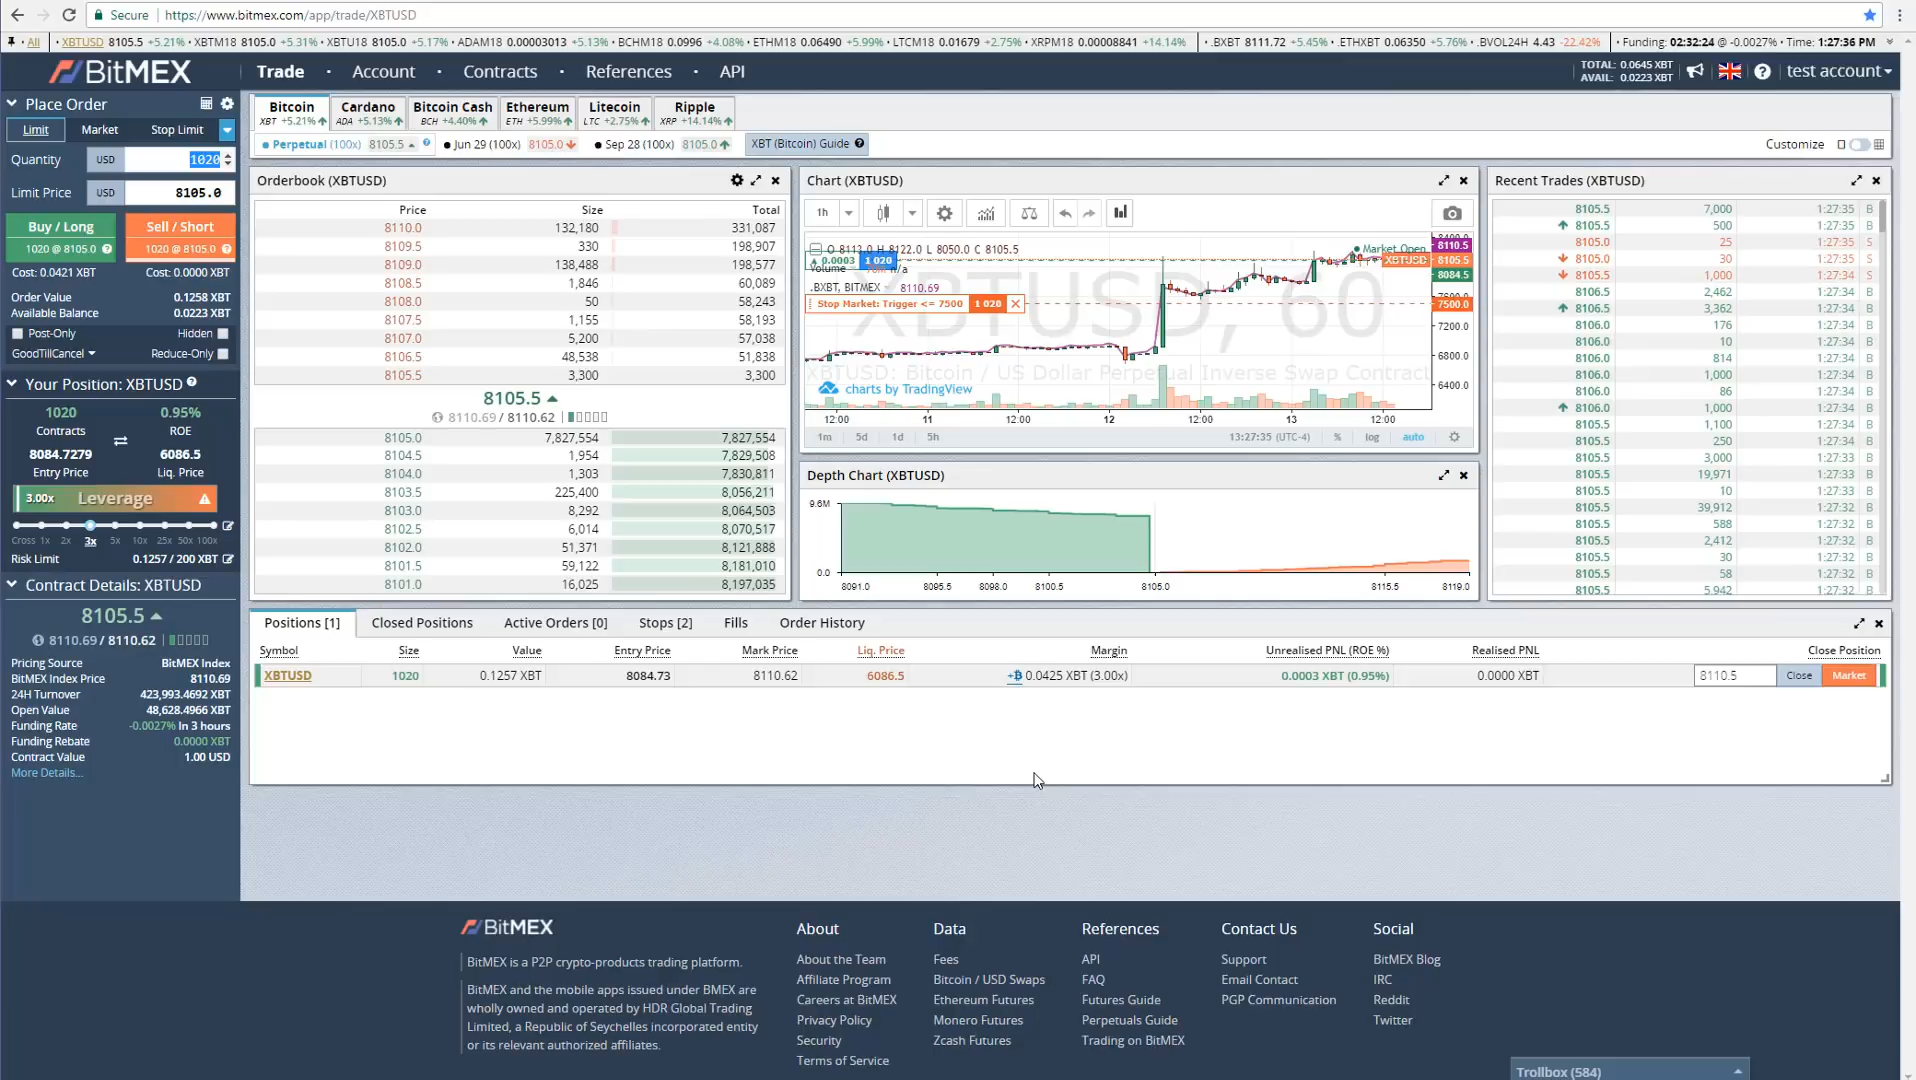 Secure https://www.bitmex.com/app/trade/XBTUSD
All · XBTUSD 8105.5 +5.21% · XBTM18 8105.0 +5.31% · XBTU18 8105.0 +5.17% · ADAM18 0.00003013 +5.13% · BCHM18 0.0996 +4.08% · ETHM18 0.06490 +5.99% · LTCM18 0.01679 +2.75% · XRPM18 0.00008841 +14.14% · .BXBT 8111.72 +5.45% · .ETHXBT 0.06350 +5.76% · .BVOL24H 4.43 -22.42% · Funding: 02:32:24 @ -0.0027% · Time: 1:27:36 PM
BitMEX Trade · Account · Contracts · References · API
TOTAL: 0.0645 XBT
AVAIL: 0.0223 XBT
test account
Place Order
Limit Market Stop Limit
Quantity USD 1020
Limit Price USD 8105.0
Buy / Long Sell / Short
1020 @ 8105.0 ? 1020 @ 8105.0 ?
Cost: 0.0421 XBT Cost: 0.0000 XBT
Order Value 0.1258 XBT
Available Balance 0.0223 XBT
Post-Only Hidden
GoodTillCancel Reduce-Only
Your Position: XBTUSD ?
1020 0.95%
Contracts ROE
8084.7279 6086.5
Entry Price Liq. Price
3.00x Leverage
Cross 1x 2x 3x 5x 10x 25x 50x 100x
Risk Limit 0.1257 / 200 XBT
Contract Details: XBTUSD
8105.5
8110.69 / 8110.62
Pricing Source BitMEX Index
BitMEX Index Price 8110.69
24H Turnover 423,993.4692 XBT
Open Value 48,628.4966 XBT
Funding Rate -0.0027% In 3 hours
Funding Rebate 0.0000 XBT
Contract Value 1.00 USD
More Details...
Bitcoin Cardano Bitcoin Cash Ethereum Litecoin Ripple
XBT +5.21% ADA +5.13% BCH +4.40% ETH +5.99% LTC +2.75% XRP +14.14%
Perpetual (100x) 8105.5 ? Jun 29 (100x) 8105.0 Sep 28 (100x) 8105.0 XBT (Bitcoin) Guide ? Customize
Orderbook (XBTUSD)
Price Size Total
8110.0 132,180 331,087
8109.5 330 198,907
8109.0 138,488 198,577
8108.5 1,846 60,089
8108.0 50 58,243
8107.5 1,155 58,193
8107.0 5,200 57,038
8106.5 48,538 51,838
8105.5 3,300 3,300
8105.5
8110.69 / 8110.62
8105.0 7,827,554 7,827,554
8104.5 1,954 7,829,508
8104.0 1,303 7,830,811
8103.5 225,400 8,056,211
8103.0 8,292 8,064,503
8102.5 6,014 8,070,517
8102.0 51,371 8,121,888
8101.5 59,122 8,181,010
8101.0 16,025 8,197,035
Chart (XBTUSD)
1h
O 8113.0 H 8122.0 L 8050.0 C 8105.5
Market Open
0.0003 1 020
Volume n/a
.BXBT, BITMEX 8110.69
Stop Market: Trigger <= 7500 1 020
XBTUSD, 60
XBTUSD: Bitcoin / US Dollar Perpetual Inverse Swap Contract
charts by TradingView
8110.5
XBTUSD 8105.5
8084.5
7500.0
7200.0
6800.0
6400.0
12:00 11 12:00 12 12:00 13 12:00
1m 5d 1d 5h 13:27:35 (UTC-4) % log auto
Depth Chart (XBTUSD)
9.6M
0.0
8091.0 8095.5 8098.0 8100.5 8105.0 8115.5 8119.0
Recent Trades (XBTUSD)
8105.5 7,000 1:27:35 B
8105.5 500 1:27:35 B
8105.0 25 1:27:35 S
8105.0 30 1:27:35 S
8105.5 1,000 1:27:34 S
8106.5 2,462 1:27:34 B
8106.5 3,362 1:27:34 B
8106.0 176 1:27:34 B
8106.0 10 1:27:34 B
8106.0 814 1:27:34 B
8106.0 1,000 1:27:34 B
8106.0 86 1:27:34 B
8106.0 1,000 1:27:34 B
8105.5 1,100 1:27:34 B
8105.5 250 1:27:34 B
8105.5 3,000 1:27:33 B
8105.5 19,971 1:27:33 B
8105.5 10 1:27:33 B
8105.5 39,912 1:27:32 B
8105.5 588 1:27:32 B
8105.5 2,412 1:27:32 B
8105.5 30 1:27:32 B
8105.5 58 1:27:32 B
8105.5 5,942 1:27:32 B
Positions [1] Closed Positions Active Orders [0] Stops [2] Fills Order History
Symbol Size Value Entry Price Mark Price Liq. Price Margin Unrealised PNL (ROE %) Realised PNL Close Position
XBTUSD 1020 0.1257 XBT 8084.73 8110.62 6086.5 0.0425 XBT (3.00x) 0.0003 XBT (0.95%) 0.0000 XBT 8110.5 Close Market
BitMEX
BitMEX is a P2P crypto-products trading platform.
BitMEX and the mobile apps issued under BMEX are
wholly owned and operated by HDR Global Trading
Limited, a Republic of Seychelles incorporated entity
or its relevant authorized affiliates.
About
About the Team
Affiliate Program
Careers at BitMEX
Privacy Policy
Security
Terms of Service
Data
Fees
Bitcoin / USD Swaps
Ethereum Futures
Monero Futures
Zcash Futures
References
API
FAQ
Futures Guide
Perpetuals Guide
Trading on BitMEX
Contact Us
Support
Email Contact
PGP Communication
Social
BitMEX Blog
IRC
Reddit
Twitter
Trollbox (584)